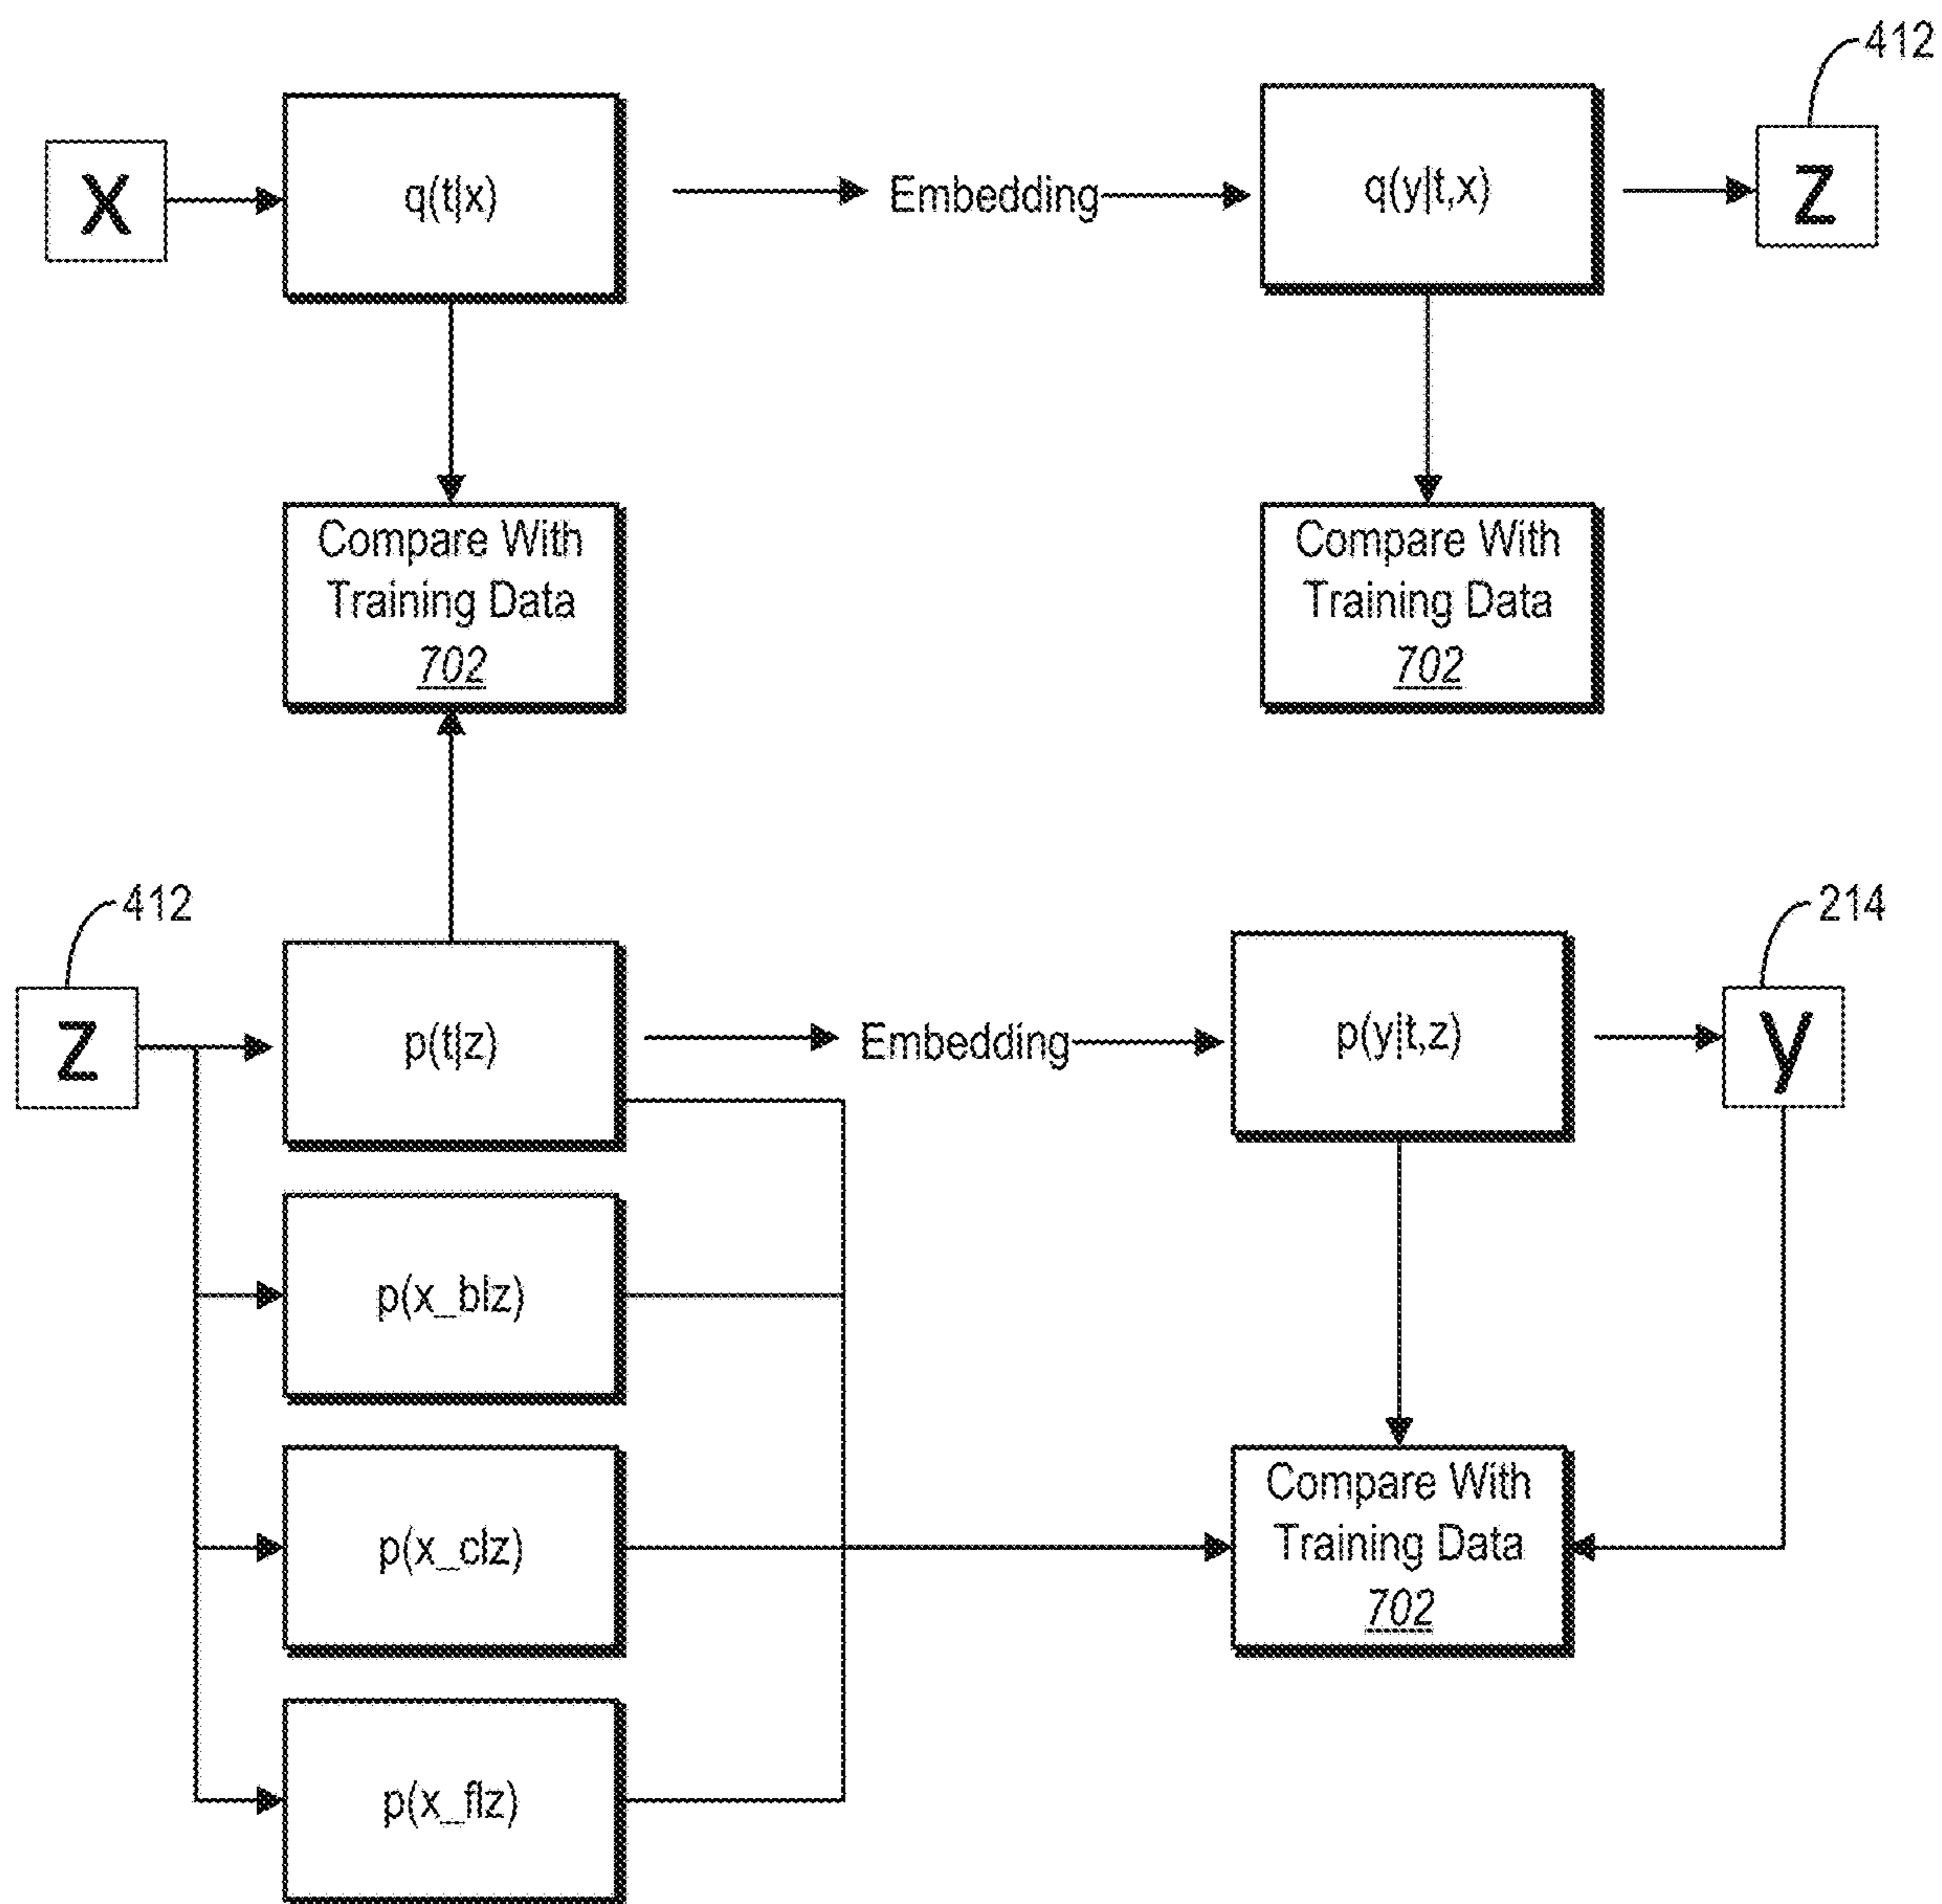 412
X
q(t|x)
Embedding
q(y|t,x)
Z
Compare With
Training Data
702
Compare With
Training Data
702
412
214
Z
p(t|z)
Embedding
p(y|t,z)
y
p(x_b|z)
p(x_c|z)
Compare With
Training Data
702
p(x_f|z)